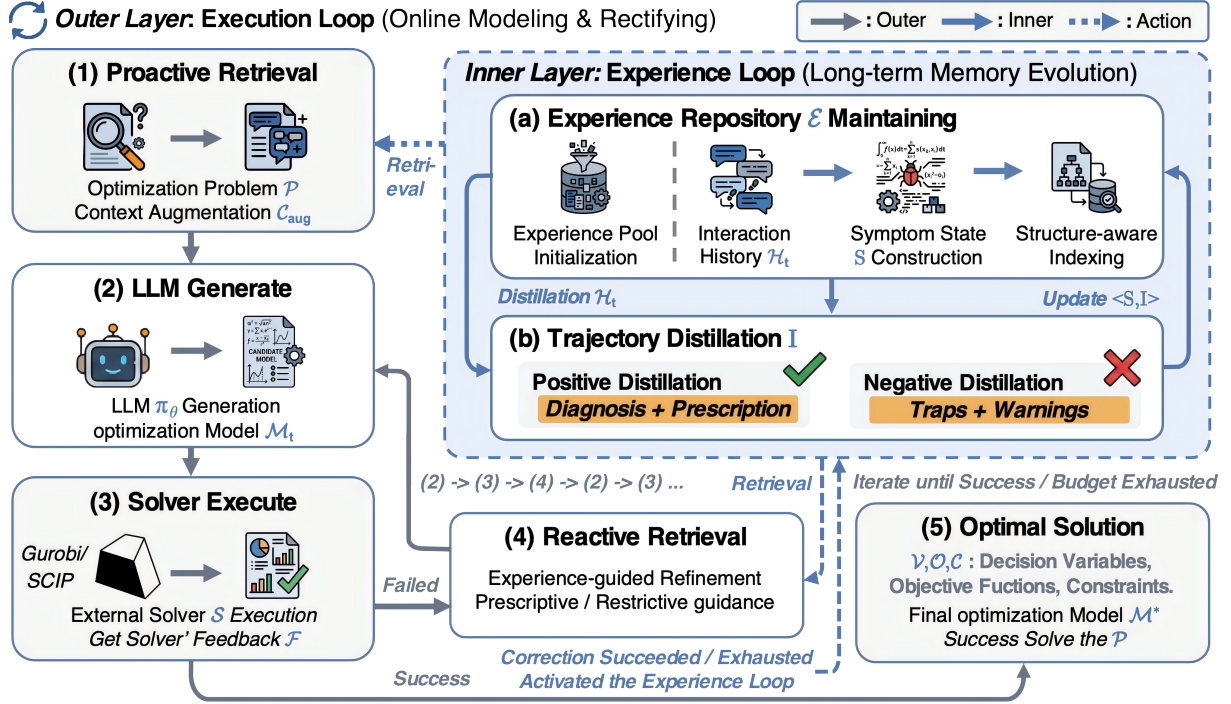 Outer Layer: Execution Loop (Online Modeling & Rectifying)
: Outer
: Inner
: Action
(1) Proactive Retrieval
Optimization Problem 𝒫
Context Augmentation 𝒞aug
(2) LLM Generate
CANDIDATE
MODEL
LLM πθ Generation
optimization Model ℳt
(3) Solver Execute
Gurobi/
SCIP
External Solver 𝒮 Execution
Get Solver' Feedback ℱ
Retri-
eval
Inner Layer: Experience Loop (Long-term Memory Evolution)
(a) Experience Repository ℰ Maintaining
Experience Pool
Initialization
Interaction
History ℋt
Symptom State
S Construction
Structure-aware
Indexing
Distillation ℋt
Update <S,I>
(b) Trajectory Distillation I
Positive Distillation
Diagnosis + Prescription
Negative Distillation
Traps + Warnings
(2) -> (3) -> (4) -> (2) -> (3) ...
Retrieval
Iterate until Success / Budget Exhausted
Failed
(4) Reactive Retrieval
Experience-guided Refinement
Prescriptive / Restrictive guidance
(5) Optimal Solution
𝒱,𝒪,𝒞 : Decision Variables,
Objective Fuctions, Constraints.
Final optimization Model ℳ*
Success Solve the 𝒫
Correction Succeeded / Exhausted
Activated the Experience Loop
Success